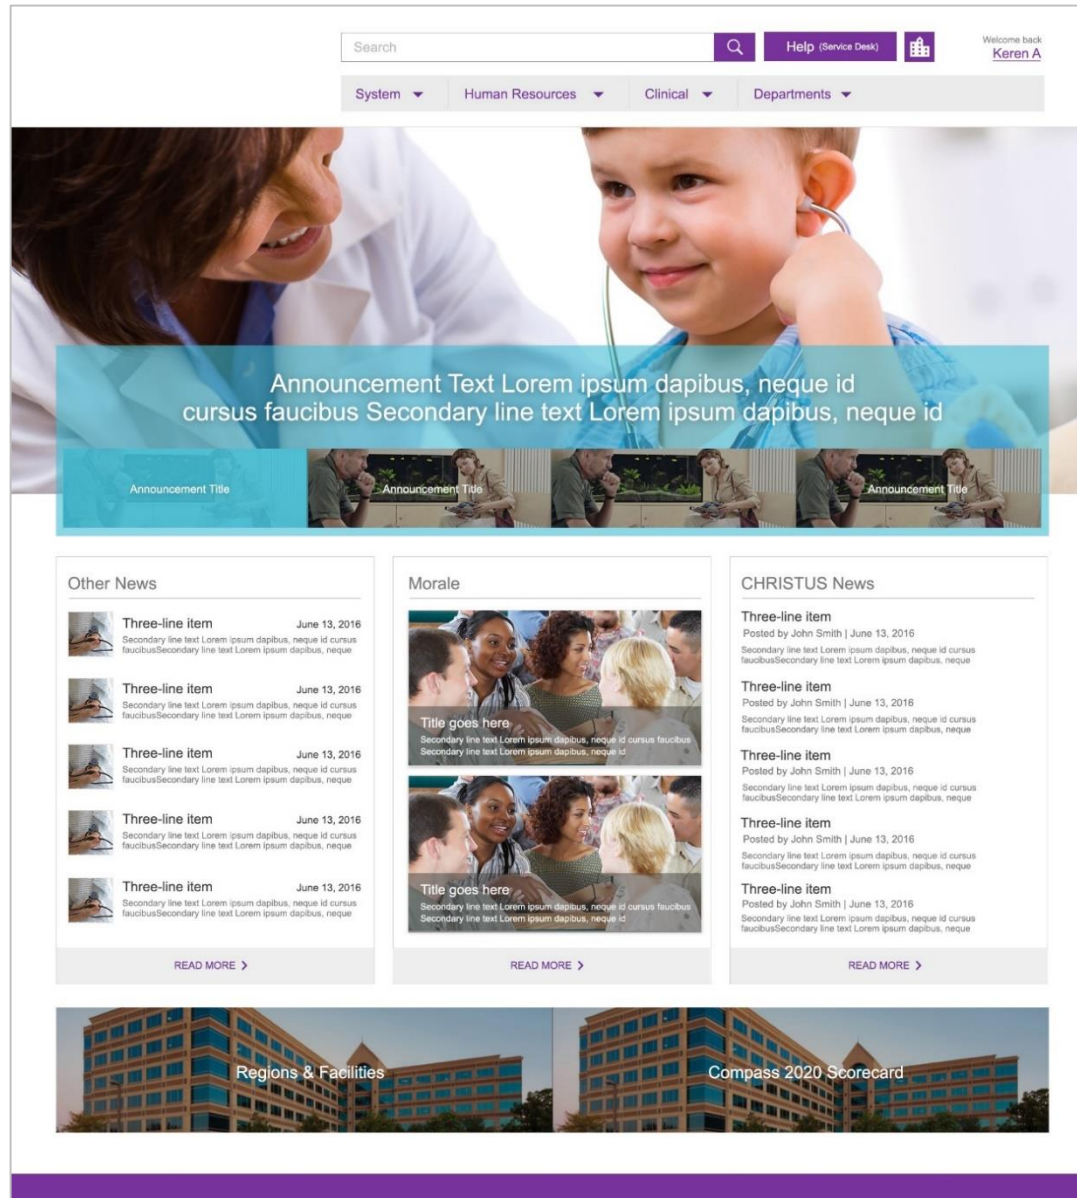 Search
Help (Service Desk)
Welcome back
Keren A
System
Human Resources
Clinical
Departments
Announcement Text Lorem ipsum dapibus, neque id
cursus faucibus Secondary line text Lorem ipsum dapibus, neque id
Announcement Title
Announcement Title
Announcement Title
Other News
Three-line item
June 13, 2016
Secondary line text Lorem ipsum dapibus, neque id cursus
faucibusSecondary line text Lorem ipsum dapibus, neque
Three-line item
June 13, 2016
Secondary line text Lorem ipsum dapibus, neque id cursus
faucibusSecondary line text Lorem ipsum dapibus, neque
Three-line item
June 13, 2016
Secondary line text Lorem ipsum dapibus, neque id cursus
faucibusSecondary line text Lorem ipsum dapibus, neque
Three-line item
June 13, 2016
Secondary line text Lorem ipsum dapibus, neque id cursus
faucibusSecondary line text Lorem ipsum dapibus, neque
Three-line item
June 13, 2016
Secondary line text Lorem ipsum dapibus, neque id cursus
faucibusSecondary line text Lorem ipsum dapibus, neque
READ MORE
Morale
Title goes here
Secondary line text Lorem ipsum dapibus, neque id cursus faucibus
Secondary line text Lorem ipsum dapibus, neque id
Title goes here
Secondary line text Lorem ipsum dapibus, neque id cursus faucibus
Secondary line text Lorem ipsum dapibus, neque id
READ MORE
CHRISTUS News
Three-line item
Posted by John Smith | June 13, 2016
Secondary line text Lorem ipsum dapibus, neque id cursus
faucibusSecondary line text Lorem ipsum dapibus, neque
Three-line item
Posted by John Smith | June 13, 2016
Secondary line text Lorem ipsum dapibus, neque id cursus
faucibusSecondary line text Lorem ipsum dapibus, neque
Three-line item
Posted by John Smith | June 13, 2016
Secondary line text Lorem ipsum dapibus, neque id cursus
faucibusSecondary line text Lorem ipsum dapibus, neque
Three-line item
Posted by John Smith | June 13, 2016
Secondary line text Lorem ipsum dapibus, neque id cursus
faucibusSecondary line text Lorem ipsum dapibus, neque
Three-line item
Posted by John Smith | June 13, 2016
Secondary line text Lorem ipsum dapibus, neque id cursus
faucibusSecondary line text Lorem ipsum dapibus, neque
READ MORE
Regions & Facilities
Compass 2020 Scorecard